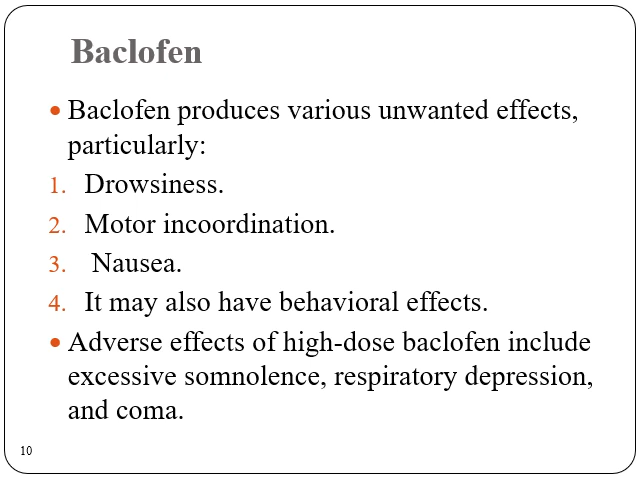 Baclofen
• Baclofen produces various unwanted effects,
particularly:
1. Drowsiness.
2. Motor incoordination.
3. Nausea.
4. It may also have behavioral effects.
• Adverse effects of high-dose baclofen include
excessive somnolence, respiratory depression,
and coma.
10